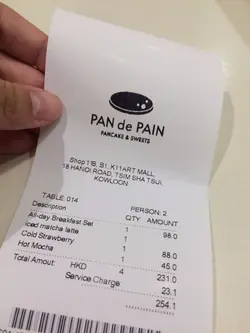 PAN de PAIN
PANCAKE & SWEETS
Shop 11B, B1, K11 ART MALL,
18 HANOI ROAD, TSIM SHA TSUI,
KOWLOON
TABLE: 014 PERSON: 2
Description QTY AMOUNT
All-day Breakfast Set 1 98.0
Iced matcha latte 1
Cold Strawberry 1 88.0
Hot Mocha 1 45.0
Total Amout HKD 4 231.0
Service Charge 23.1
254.1